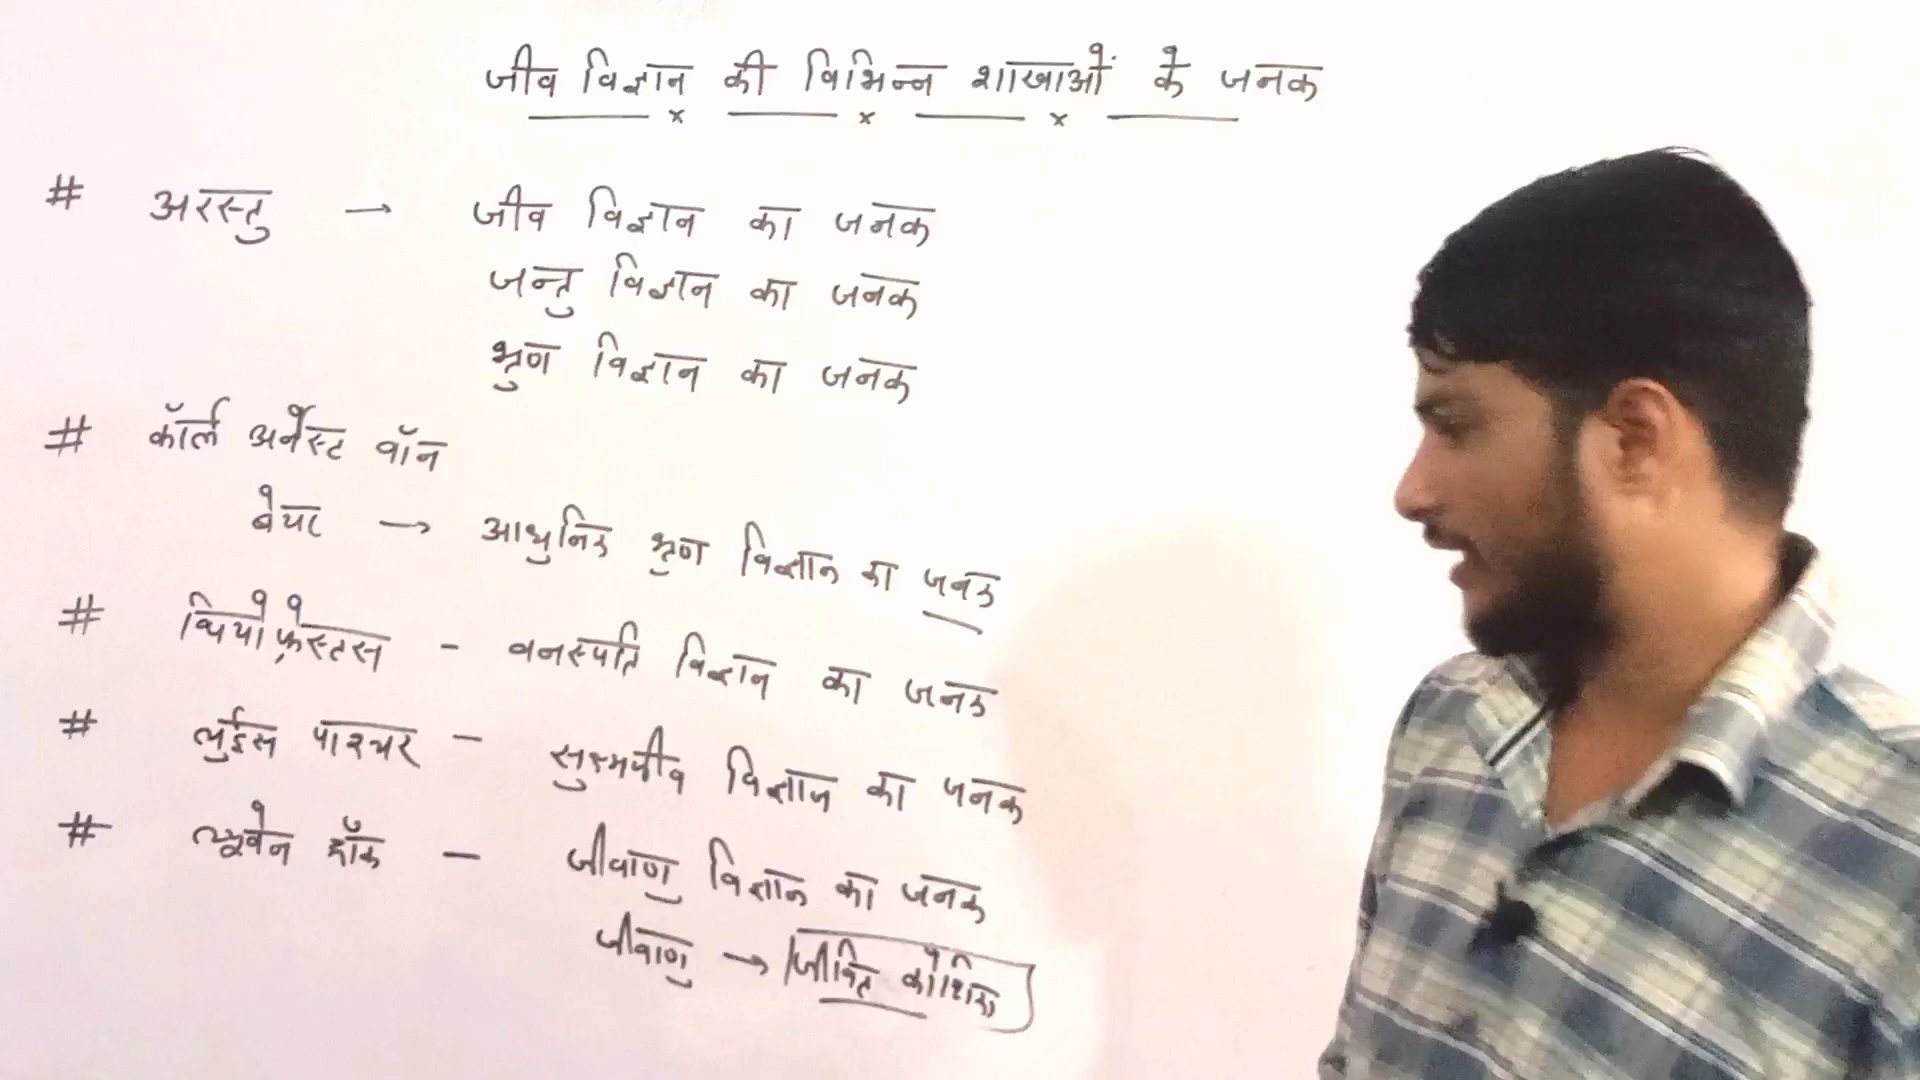 जीव विज्ञान की विभिन्न शाखाओं के जनक
# अरस्तु → जीव विज्ञान का जनक
जन्तु विज्ञान का जनक
भ्रुण विज्ञान का जनक
# कॉर्ल अर्नेस्ट वॉन
बेयर → आधुनिक भ्रुण विज्ञान का जनक
# थियोफ्रेस्टस - वनस्पति विज्ञान का जनक
# लुईस पाश्चर - सुक्ष्मजीव विज्ञान का जनक
# ल्यूवेन हॉक - जीवाणु विज्ञान का जनक
जीवाणु → जीवित कोशिका